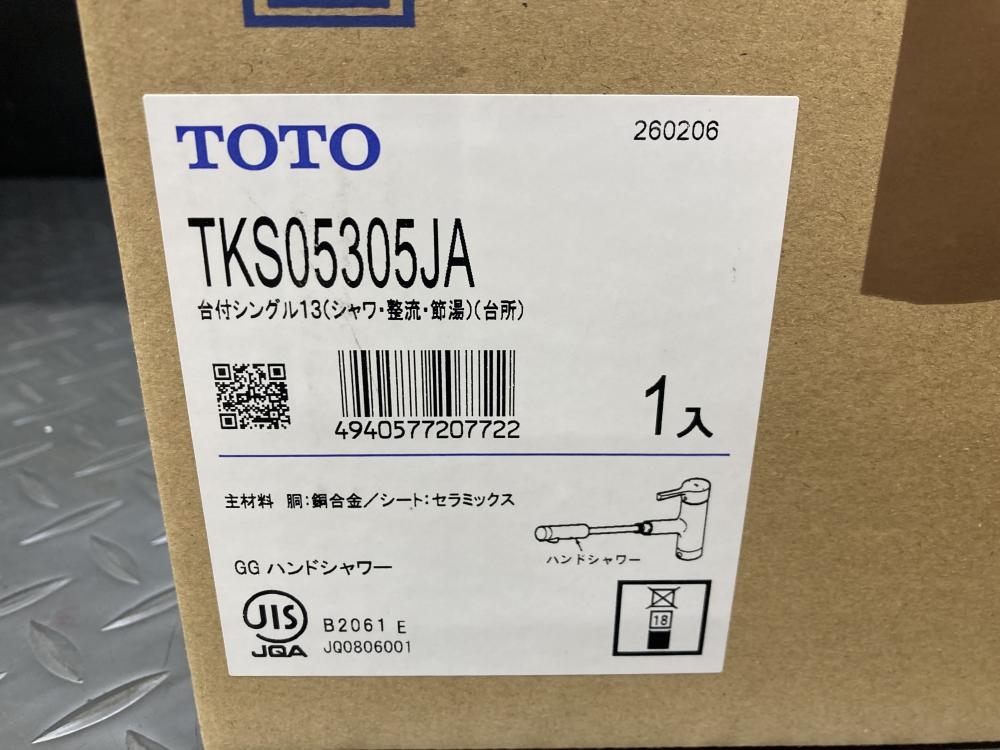 TOTO
260206
TKS05305JA
台付シングル13(シャワ・整流・節湯)(台所)
4940577207722
1入
主材料 胴:銅合金/シート:セラミックス
ハンドシャワー
GG ハンドシャワー
JIS
JQA
B2061 E
JQ0806001
18